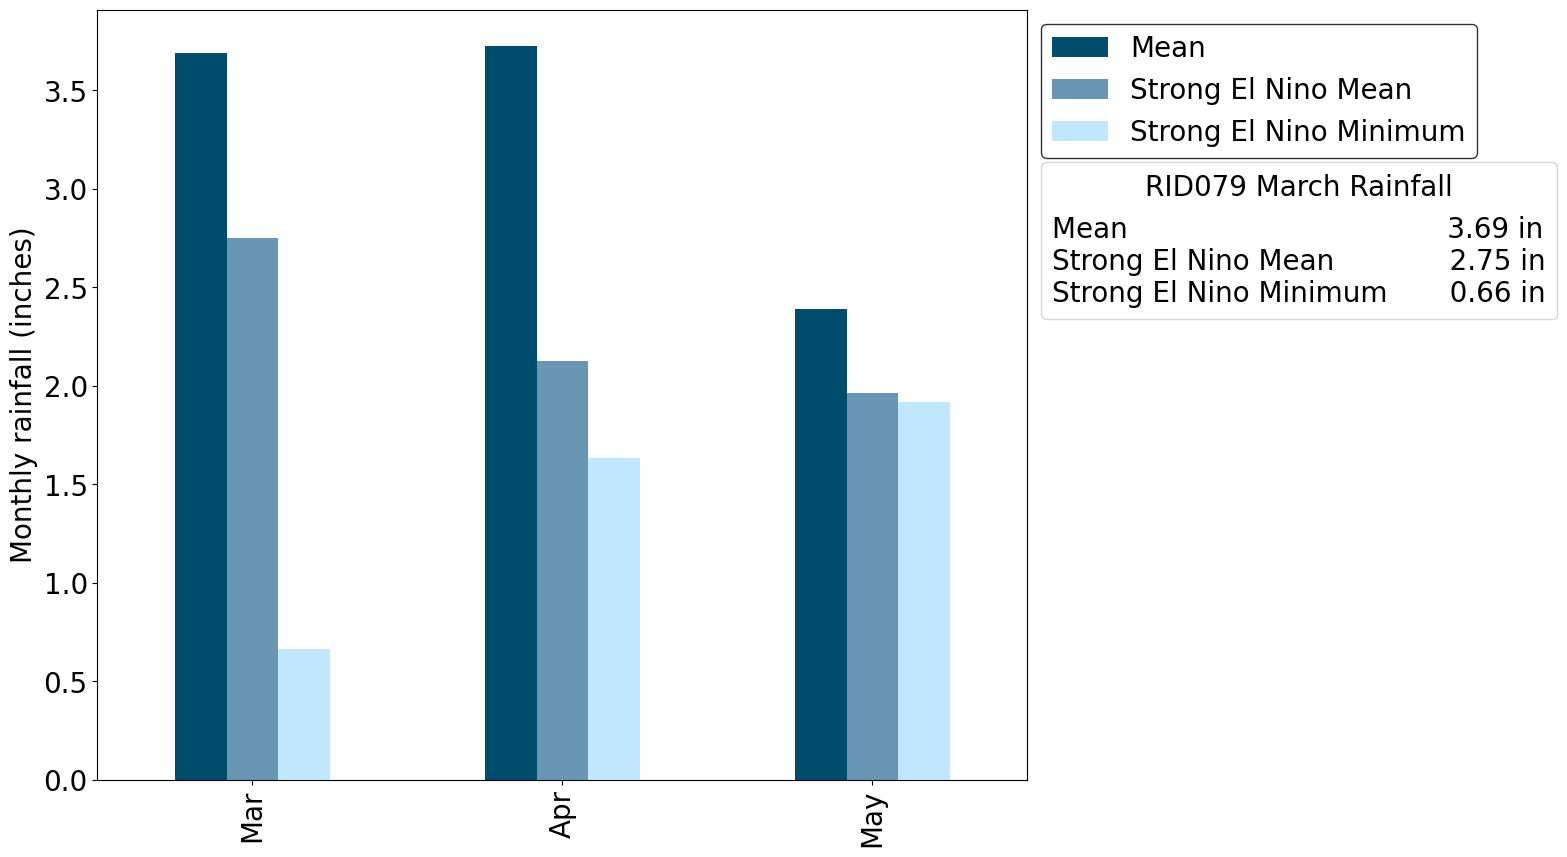 Monthly rainfall (inches)
3.5
3.0
2.5
2.0
1.5
1.0
0.5
0.0
Mar
Apr
May
Mean
Strong El Nino Mean
Strong El Nino Minimum
RID079 March Rainfall
Mean 3.69 in
Strong El Nino Mean 2.75 in
Strong El Nino Minimum 0.66 in